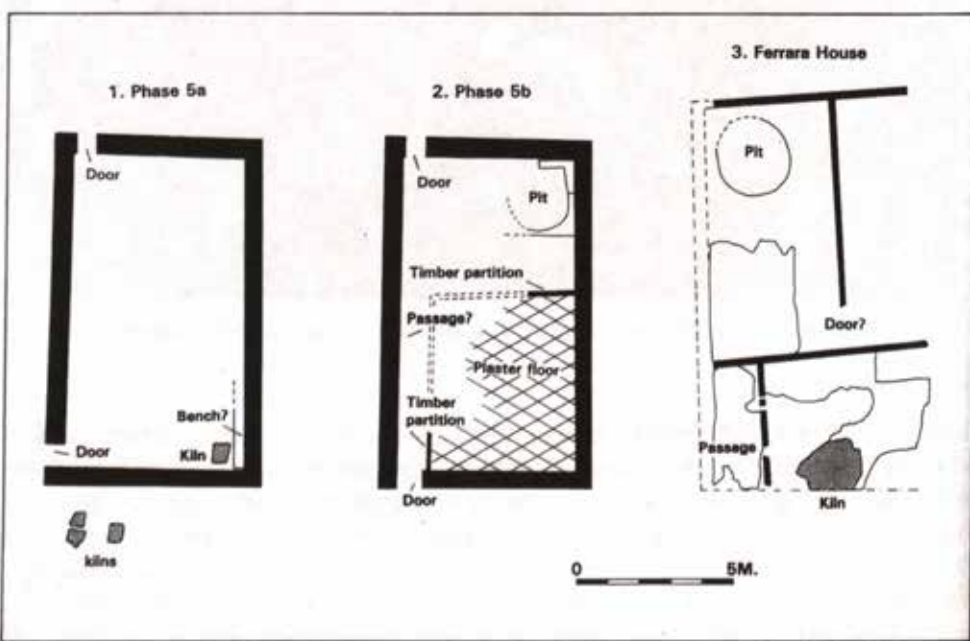 3. Ferrara House
1. Phase 5a
2. Phase 5b
Door
Bench?
Kiln
Door
kilns
Door
Pit
Timber partition
Passage?
Plaster floor
Timber
partition
Door
Pit
Door?
Passage
Kiln
0 5M.